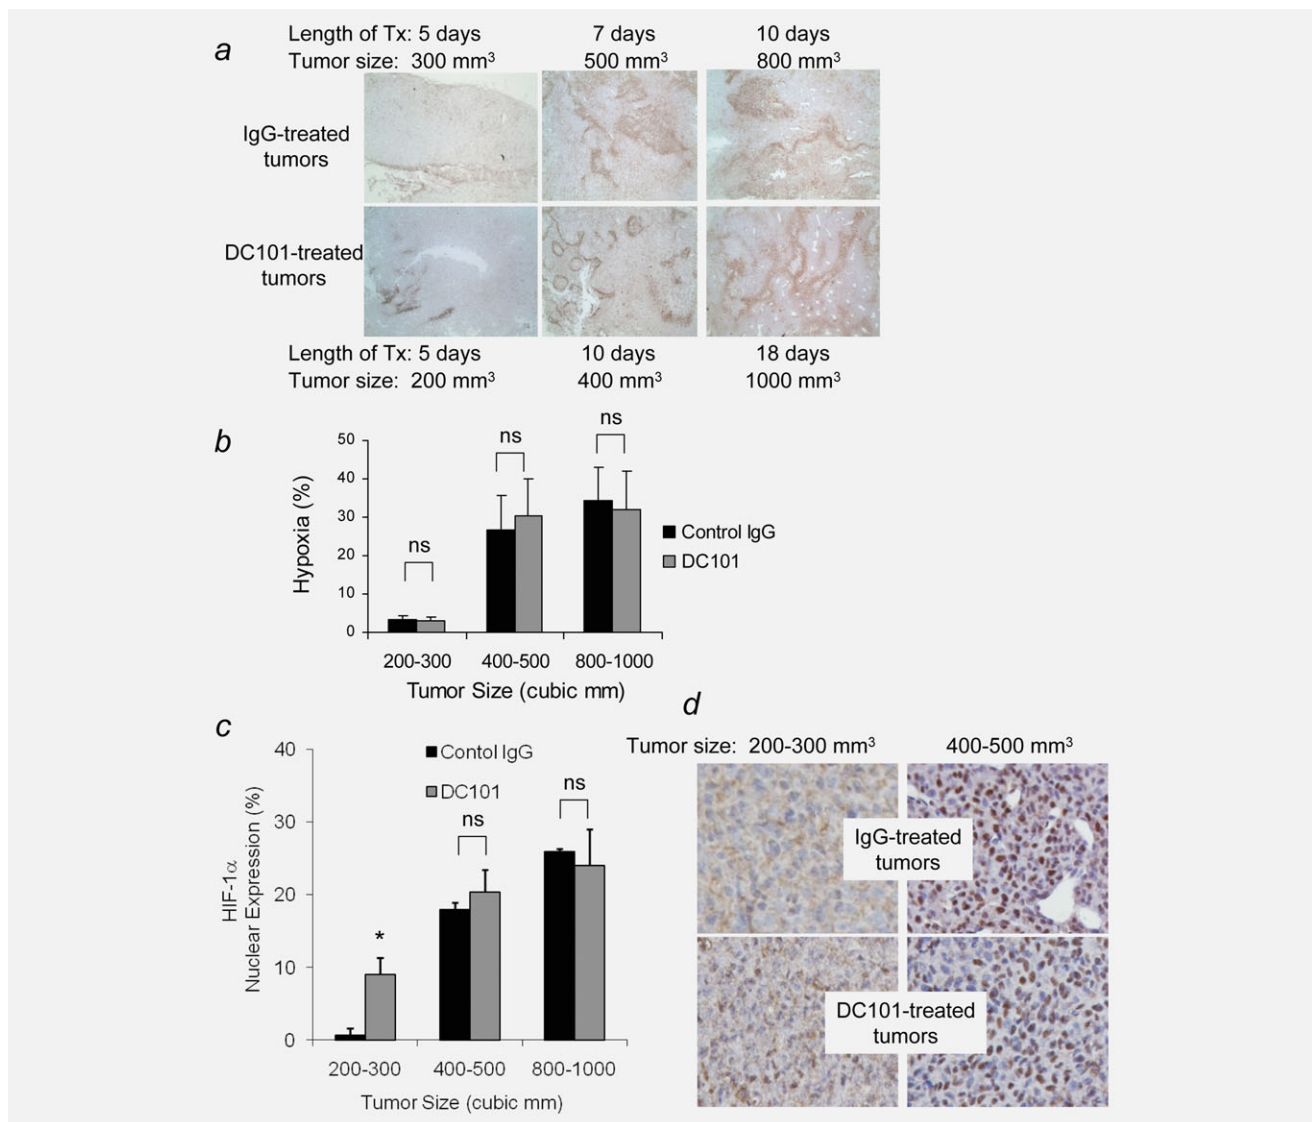 a
Length of Tx: 5 days 7 days 10 days
Tumor size: 300 mm³ 500 mm³ 800 mm³
IgG-treated
tumors
DC101-treated
tumors
Length of Tx: 5 days 10 days 18 days
Tumor size: 200 mm³ 400 mm³ 1000 mm³
b
Hypoxia (%)
50
40
30
20
10
0
ns
ns
ns
Control IgG
DC101
200-300 400-500 800-1000
Tumor Size (cubic mm)
c
HIF-1α
Nuclear Expression (%)
40
30
20
10
0
Contol IgG
DC101
*
ns
ns
200-300 400-500 800-1000
Tumor Size (cubic mm)
d
Tumor size: 200-300 mm³ 400-500 mm³
IgG-treated
tumors
DC101-treated
tumors